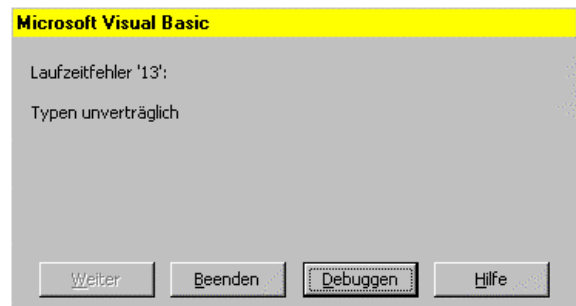 Microsoft Visual Basic
Laufzeitfehler '13':
Typen unverträglich
Weiter Beenden Debuggen Hilfe